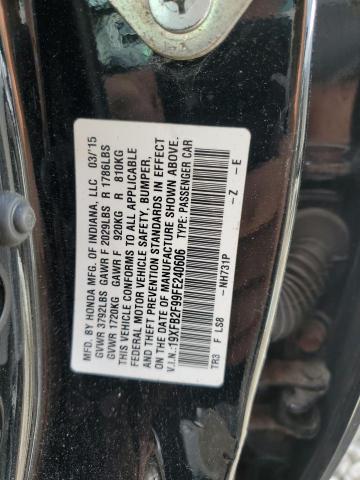 MFD. BY HONDA MFG. OF INDIANA, LLC 03/'15
GVWR 3792LBS GAWR F 2029LBS R 1786LBS
GVWR 1720KG GAWR F 920KG R 810KG
THIS VEHICLE CONFORMS TO ALL APPLICABLE
FEDERAL MOTOR VEHICLE SAFETY, BUMPER,
AND THEFT PREVENTION STANDARDS IN EFFECT
ON THE DATE OF MANUFACTURE SHOWN ABOVE.
V.I.N.:19XFB2F99FE240606 TYPE: PASSENGER CAR
TR3 F LS8 -NH731P -Z -E